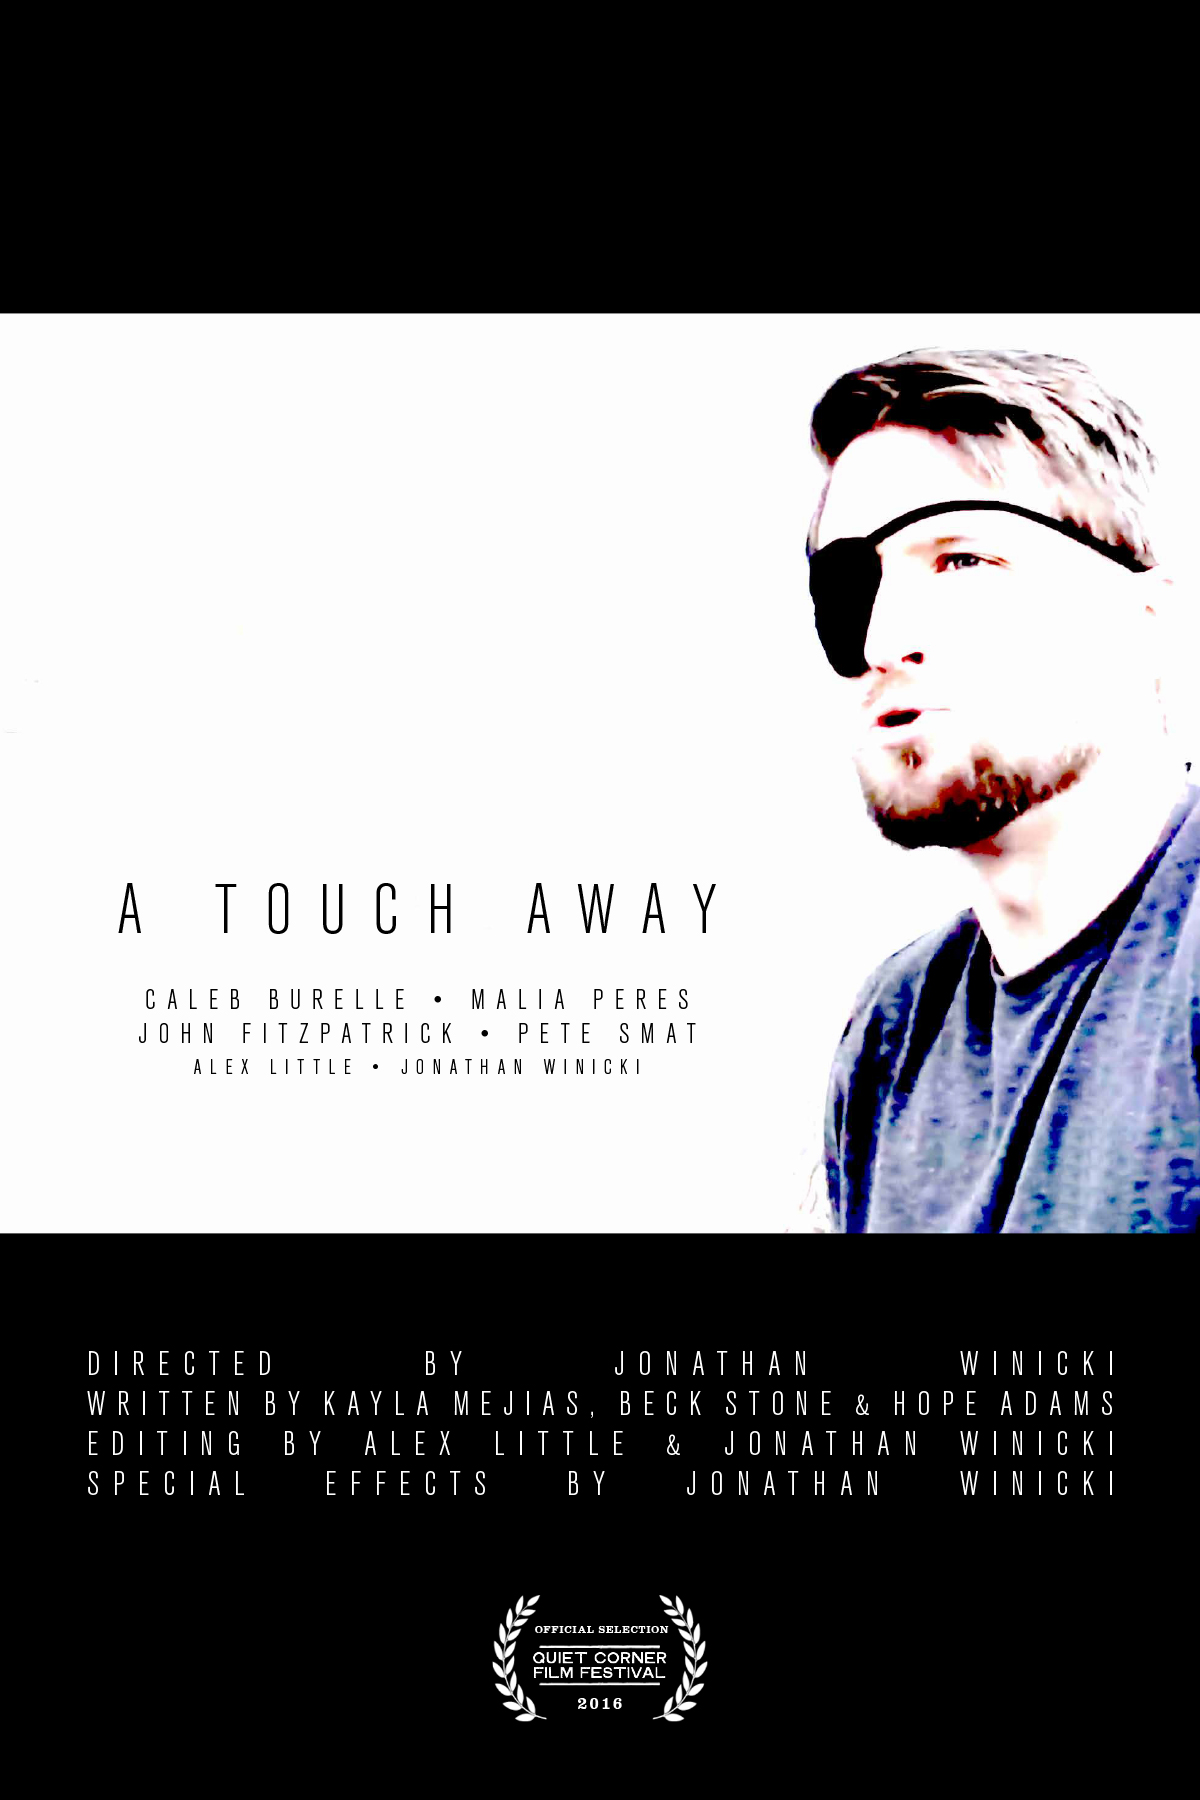 A TOUCH AWAY
CALEB BURELLE • MALIA PERES
JOHN FITZPATRICK • PETE SMAT
ALEX LITTLE • JONATHAN WINICKI
DIRECTED BY JONATHAN WINICKI
WRITTEN BY KAYLA MEJIAS, BECK STONE & HOPE ADAMS
EDITING BY ALEX LITTLE & JONATHAN WINICKI
SPECIAL EFFECTS BY JONATHAN WINICKI
OFFICIAL SELECTION
QUIET CORNER
FILM FESTIVAL
2016